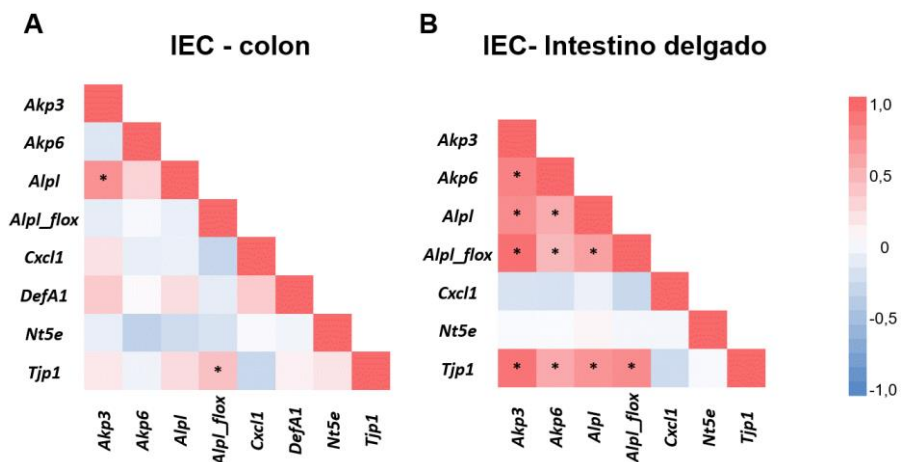 A
IEC - colon
Akp3
Akp6
Alpl
*
Alpl_flox
Cxcl1
DefA1
Nt5e
Tjp1
*
Akp3
Akp6
Alpl
Alpl_flox
Cxcl1
DefA1
Nt5e
Tjp1
B
IEC- Intestino delgado
Akp3
Akp6
*
Alpl
* *
Alpl_flox
* * *
Cxcl1
Nt5e
Tjp1
* * * *
Akp3
Akp6
Alpl
Alpl_flox
Cxcl1
Nt5e
Tjp1
1,0
0,5
0
-0,5
-1,0